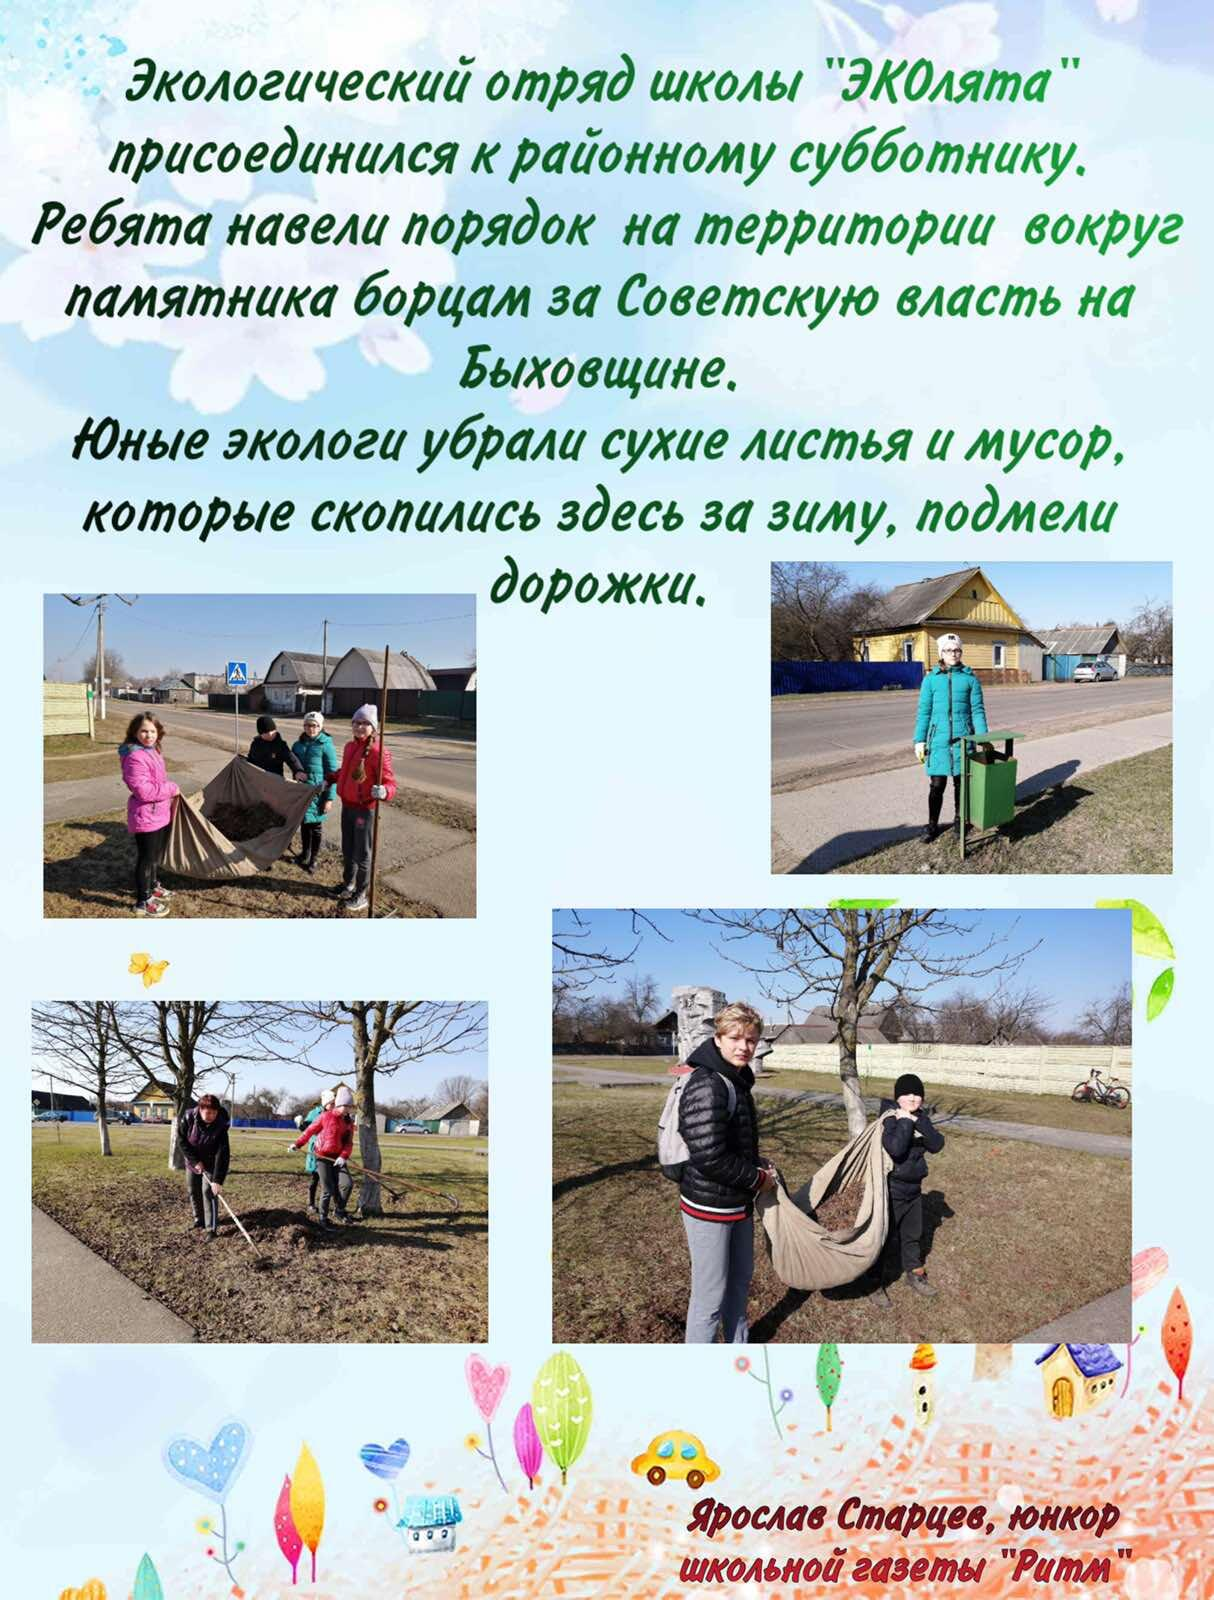 Экологический отряд школы "ЭКОлята"
присоединился к районному субботнику.
Ребята навели порядок на территории вокруг
памятника борцам за Советскую власть на
Быховщине.
Юные экологи убрали сухие листья и мусор,
которые скопились здесь за зиму, подмели
дорожки.
Ярослав Старцев, юнкор
школьной газеты "Ритм"